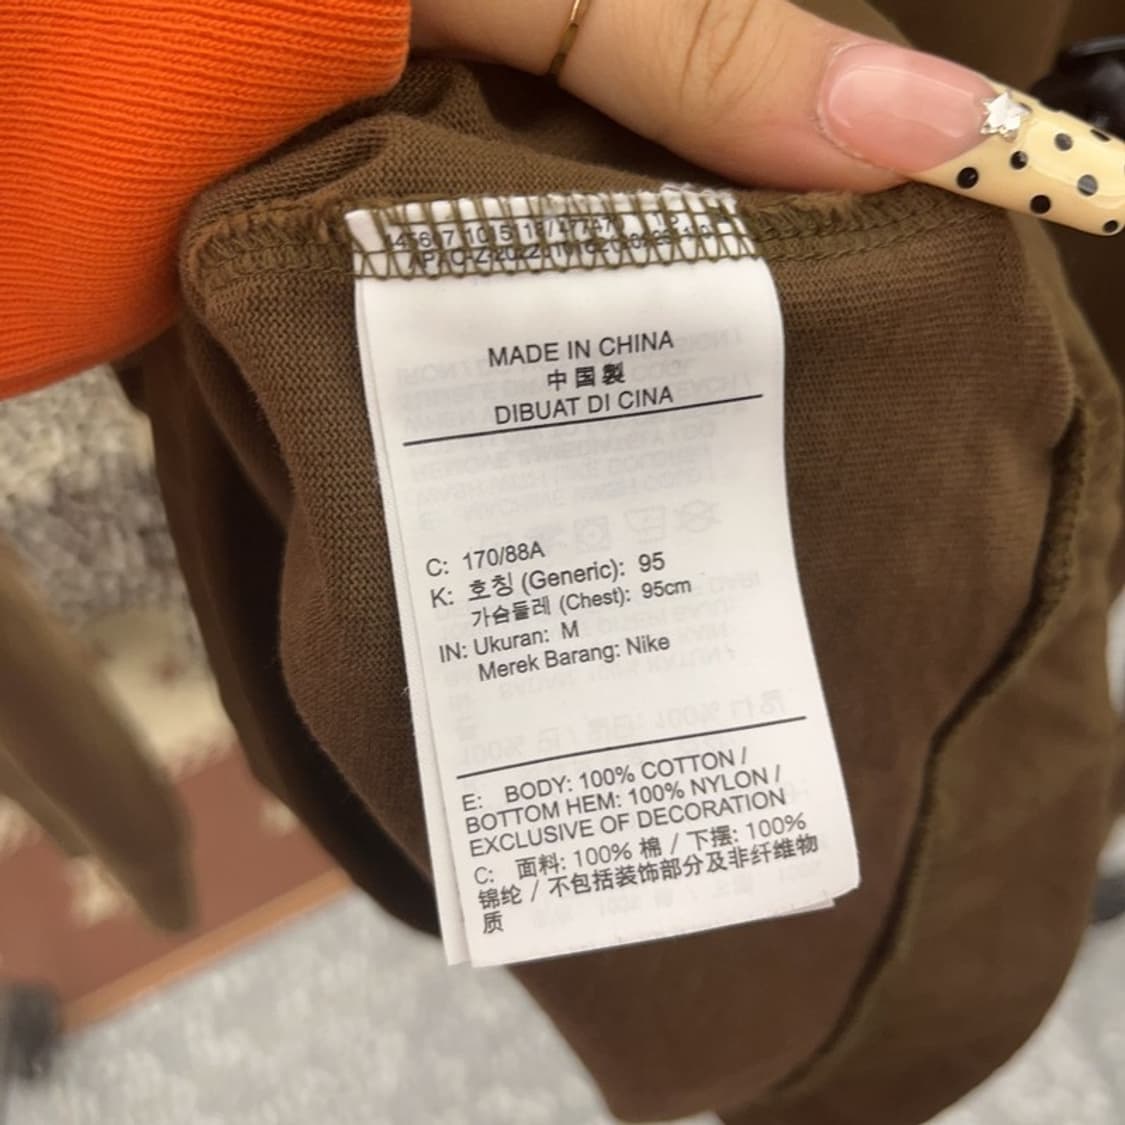 MADE IN CHINA
中国製
DIBUAT DI CINA
C: 170/88A
K: 호칭 (Generic): 95
가슴둘레 (Chest): 95cm
IN: Ukuran: M
Merek Barang: Nike
E: BODY: 100% COTTON /
BOTTOM HEM: 100% NYLON /
EXCLUSIVE OF DECORATION
C: 面料: 100% 棉 / 下摆: 100%
锦纶 / 不包括装饰部分及非纤维物
质